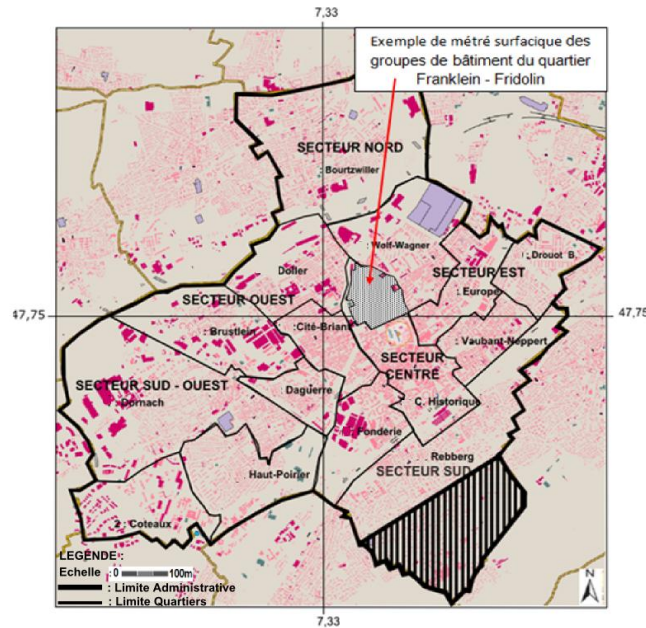 7,33
Exemple de métré surfacique des
groupes de bâtiment du quartier
Franklein - Fridolin
SECTEUR NORD
: Bourtzwiller
: Wolf-Wagner
: Drouot B.
Doller
SECTEUR EST
: Europe
SECTEUR OUEST
47,75
47,75
: Brustlein
: Cité-Briand
: Vaubant-Neppert
SECTEUR
CENTRE
SECTEUR SUD - OUEST
Daguerre
Dornach
C. Historique
: Fonderie
Rebberg
SECTEUR SUD
Haut-Poirier
2 : Coteaux
LEGENDE :
Echelle : 0 100m
: Limite Administrative
: Limite Quartiers
N
7,33